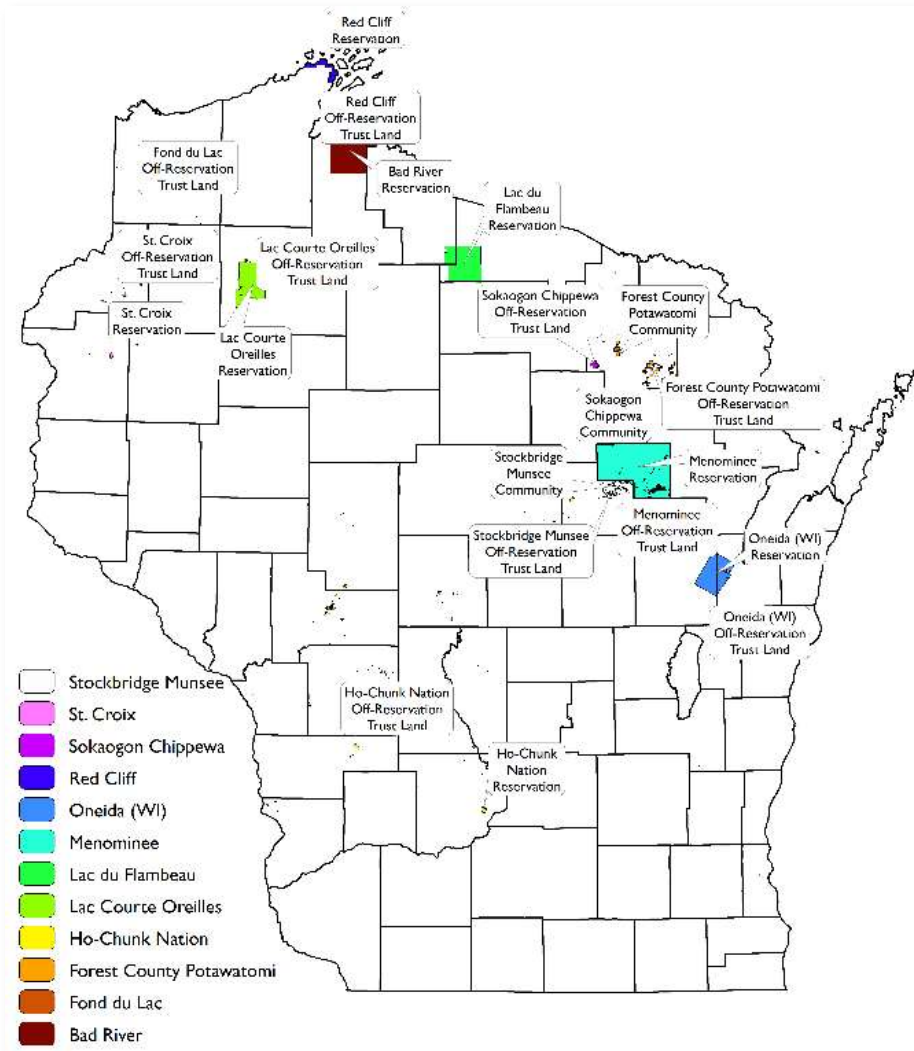 Red Cliff
Reservation
Red Cliff
Off-Reservation
Trust Land
Fond du Lac
Off-Reservation
Trust Land
Bad River
Reservation
Lac du
Flambeau
Reservation
St. Croix
Off-Reservation
Trust Land
Lac Courte Oreilles
Off-Reservation
Trust Land
St. Croix
Reservation
Lac Courte
Oreilles
Reservation
Sokaogon Chippewa
Off-Reservation
Trust Land
Forest County
Potawatomi
Community
Forest County Potawatomi
Off-Reservation
Trust Land
Sokaogon
Chippewa
Community
Stockbridge
Munsee
Community
Menominee
Reservation
Stockbridge Munsee
Off-Reservation
Trust Land
Menominee
Off-Reservation
Trust Land
Oneida (WI)
Reservation
Oneida (WI)
Off-Reservation
Trust Land
Ho-Chunk Nation
Off-Reservation
Trust Land
Ho-Chunk
Nation
Reservation
Stockbridge Munsee
St. Croix
Sokaogon Chippewa
Red Cliff
Oneida (WI)
Menominee
Lac du Flambeau
Lac Courte Oreilles
Ho-Chunk Nation
Forest County Potawatomi
Fond du Lac
Bad River